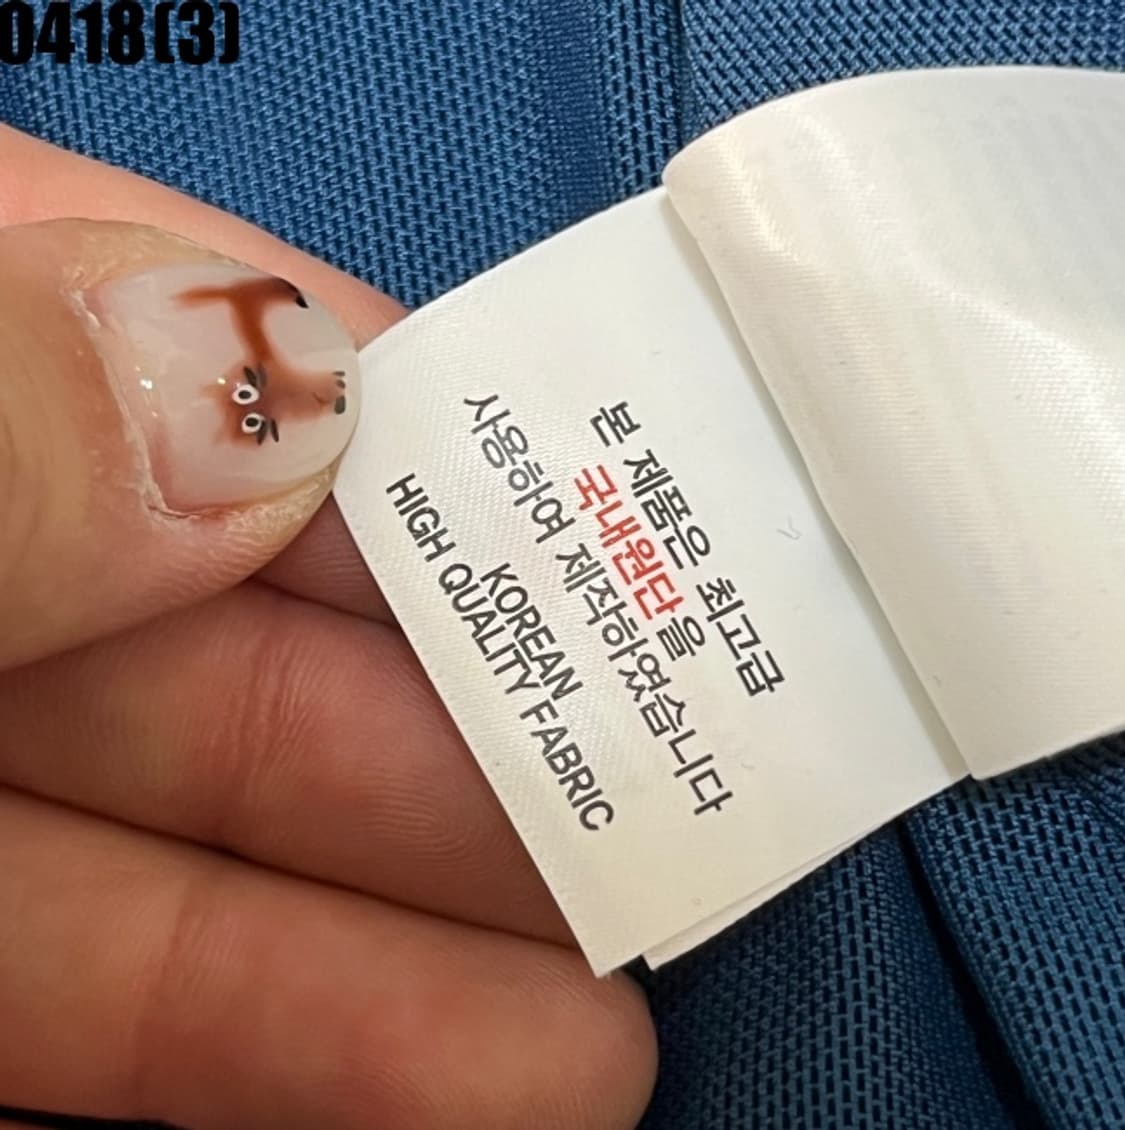 0418(3)
본 제품은 최고급
국내원단을
사용하여 제작하였습니다
KOREAN
HIGH QUALITY FABRIC